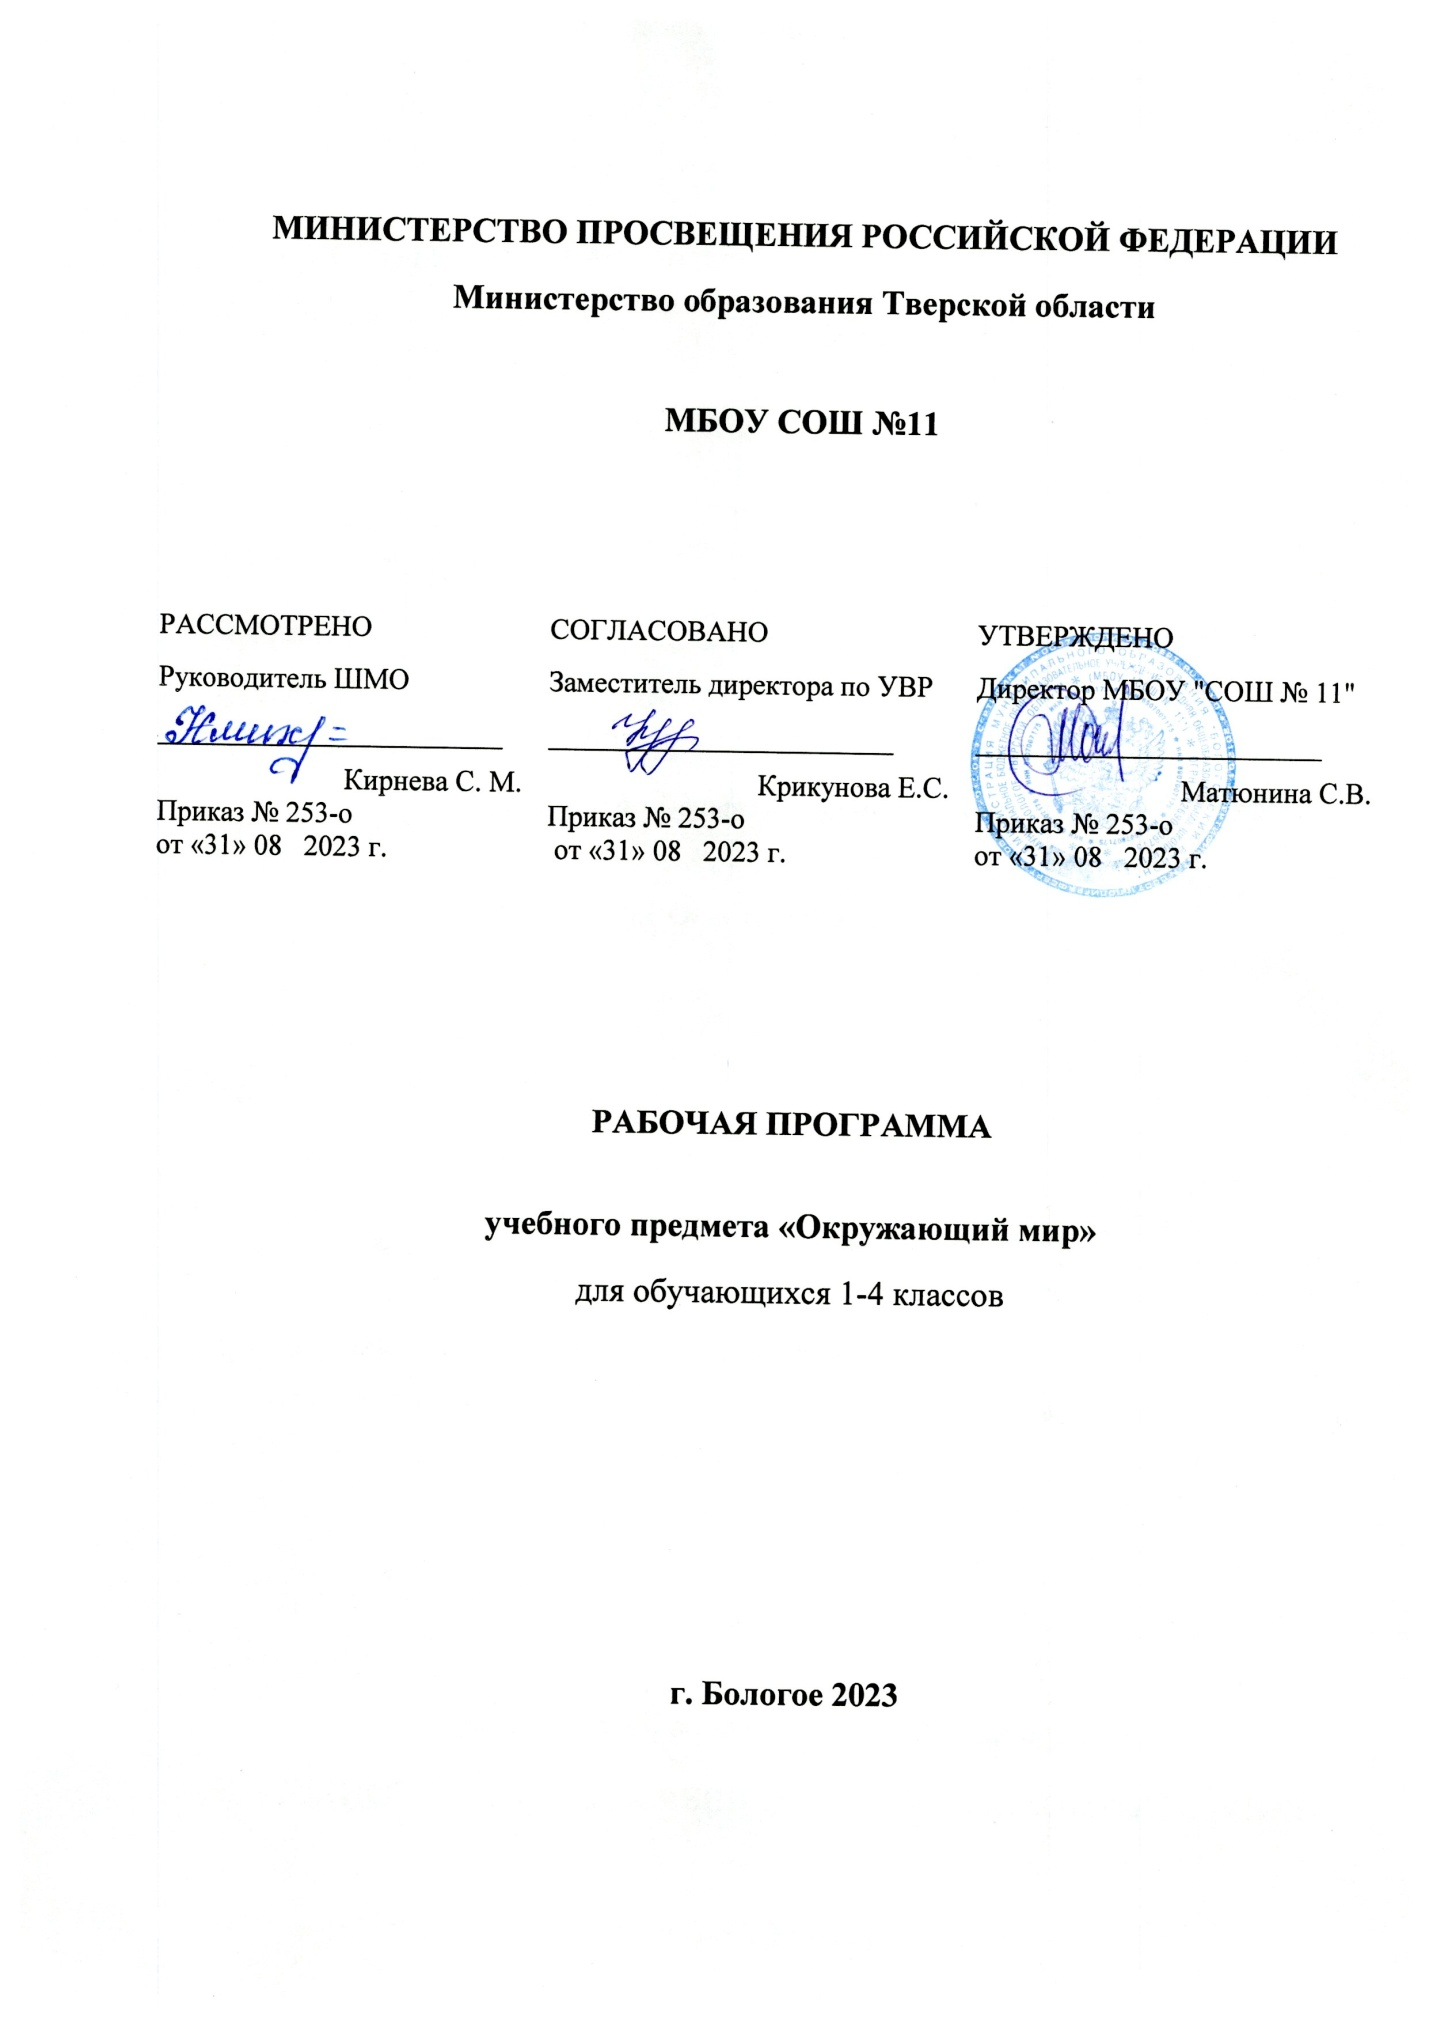 МИНИСТЕРСТВО ПРОСВЕЩЕНИЯ РОССИЙСКОЙ ФЕДЕРАЦИИ
Министерство образования Тверской области
МБОУ СОШ №11
РАССМОТРЕНО
Руководитель ШМО
Кирнева С. М.
Приказ № 253-о
от «31» 08 2023 г.
СОГЛАСОВАНО
Заместитель директора по УВР
Крикунова Е.С.
Приказ № 253-о
от «31» 08 2023 г.
УТВЕРЖДЕНО
Директор МБОУ "СОШ № 11"
Матюнина С.В.
Приказ № 253-о
от «31» 08 2023 г.
РАБОЧАЯ ПРОГРАММА
учебного предмета «Окружающий мир»
для обучающихся 1-4 классов
г. Бологое 2023